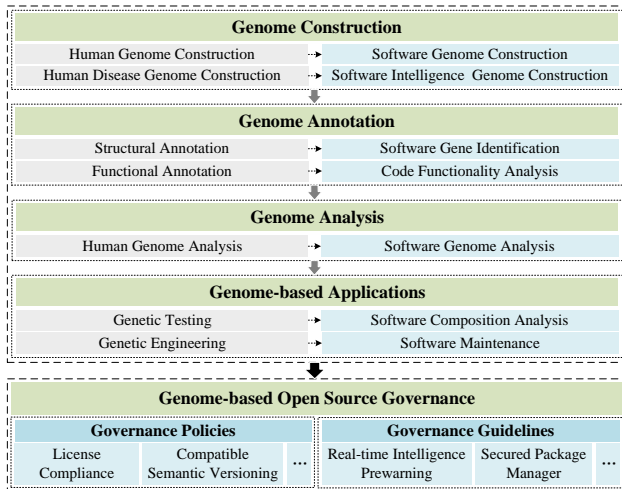 Genome Construction
Human Genome Construction Software Genome Construction
Human Disease Genome Construction Software Intelligence Genome Construction
Genome Annotation
Structural Annotation Software Gene Identification
Functional Annotation Code Functionality Analysis
Genome Analysis
Human Genome Analysis Software Genome Analysis
Genome-based Applications
Genetic Testing Software Composition Analysis
Genetic Engineering Software Maintenance
Genome-based Open Source Governance
Governance Policies
License
Compliance
Compatible
Semantic Versioning
...
Governance Guidelines
Real-time Intelligence
Prewarning
Secured Package
Manager
...